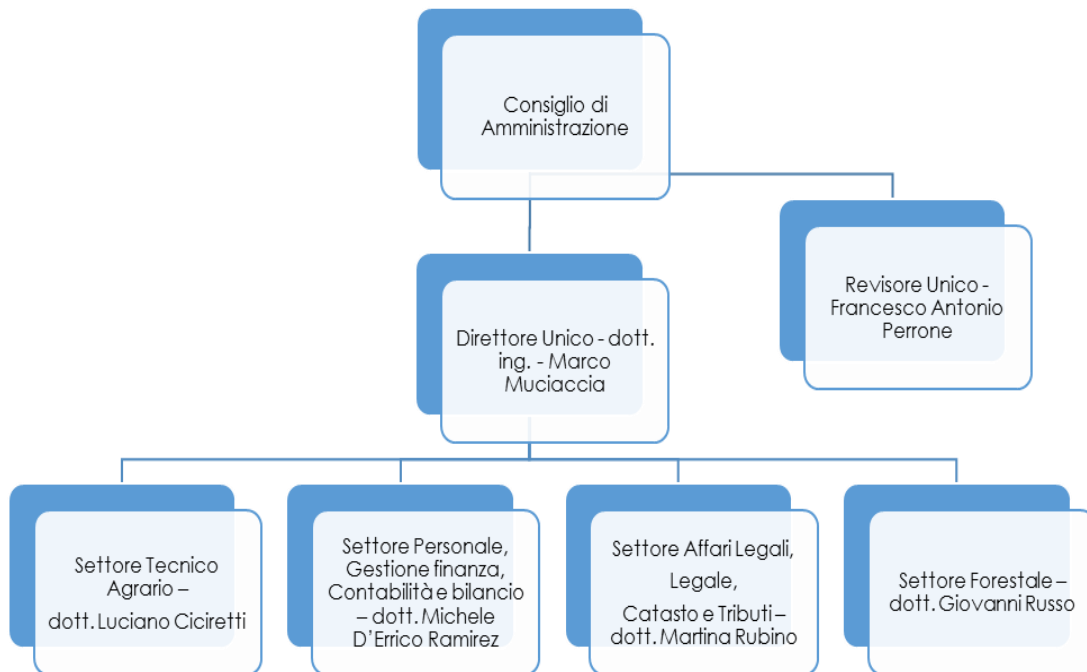 Consiglio di
Amministrazione
Revisore Unico -
Francesco Antonio
Perrone
Direttore Unico - dott.
ing. - Marco
Muciaccia
Settore Tecnico
Agrario –
dott. Luciano Ciciretti
Settore Personale,
Gestione finanza,
Contabilità e bilancio
– dott. Michele
D'Errico Ramirez
Settore Affari Legali,
Legale,
Catasto e Tributi –
dott. Martina Rubino
Settore Forestale –
dott. Giovanni Russo